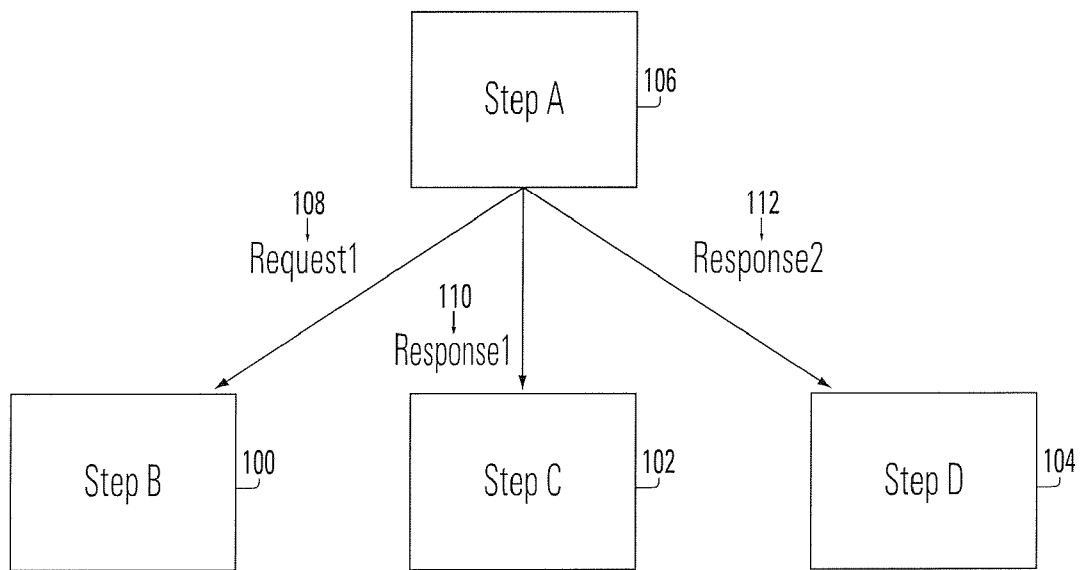 Step A
106
108
Request1
112
Response2
110
Response1
Step B
100
Step C
102
Step D
104